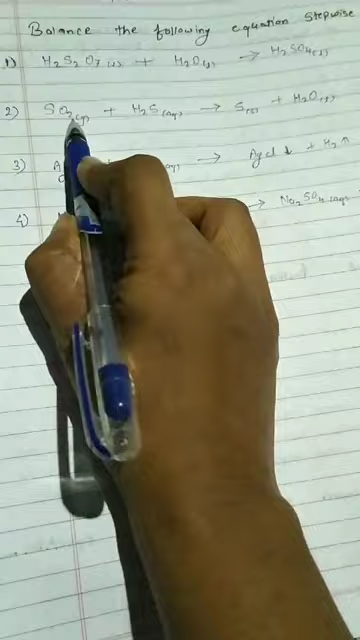 Balance the following equation Stepwise
1) H₂S₂O₇(l) + H₂O(l) → H₂SO₄(l)
2) SO₂(g) + H₂S(aq) → S(s) + H₂O(l)
3) A (aq) → AgCl ↓ + H₂ ↑
4) → Na₂SO₄(aq)